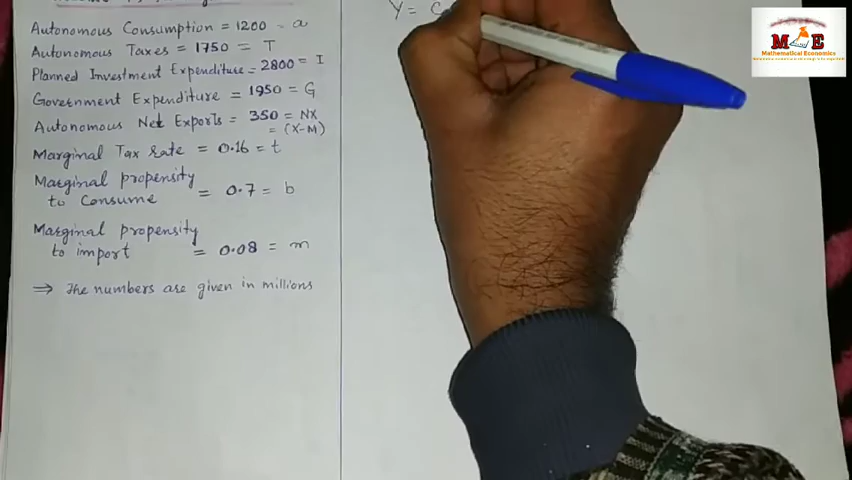 Autonomous Consumption = 1200 = a
Autonomous Taxes = 1750 = T
Planned Investment Expenditure = 2800 = I
Government Expenditure = 1950 = G
Autonomous Net Exports = 350 = NX
= (X-M)
Marginal Tax rate = 0.16 = t
Marginal propensity
to Consume = 0.7 = b
Marginal propensity
to import = 0.08 = m
⇒ The numbers are given in millions
Y = C
M E
Mathematical Economics